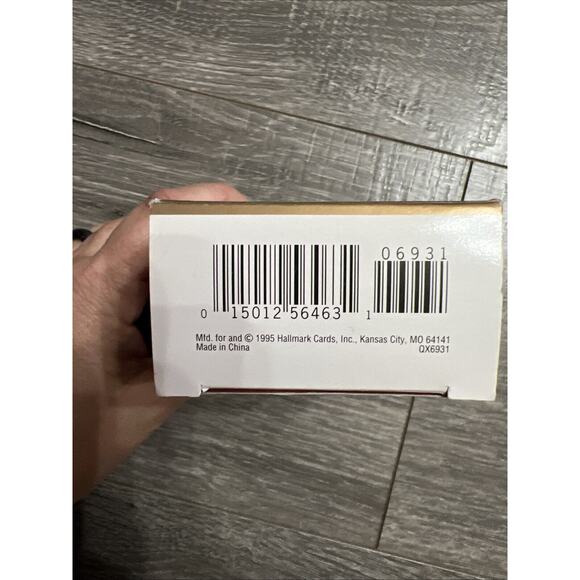 06931
0 15012 56463 1
Mfd. for and © 1995 Hallmark Cards, Inc., Kansas City, MO 64141
Made in China QX6931